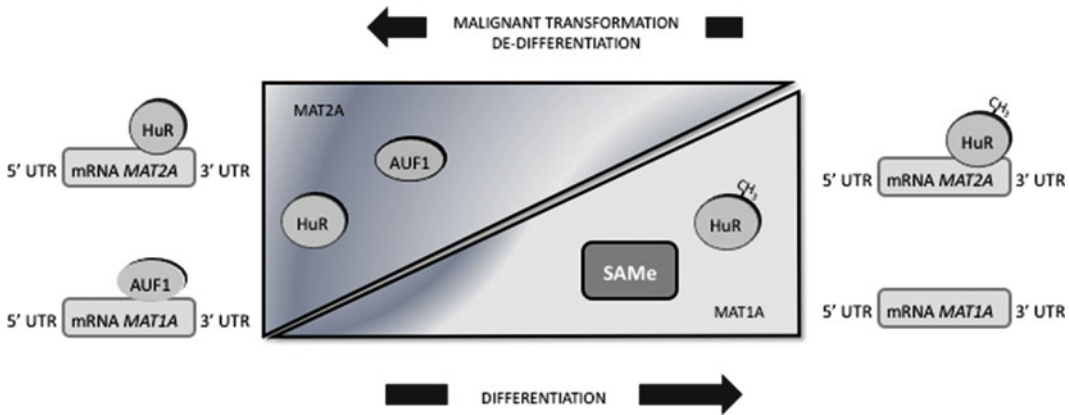 MALIGNANT TRANSFORMATION
DE-DIFFERENTIATION
HuR
5' UTR mRNA MAT2A 3' UTR
AUF1
5' UTR mRNA MAT1A 3' UTR
MAT2A
AUF1
HuR
CH3
HuR
SAMe
MAT1A
CH3
HuR
5' UTR mRNA MAT2A 3' UTR
5' UTR mRNA MAT1A 3' UTR
DIFFERENTIATION